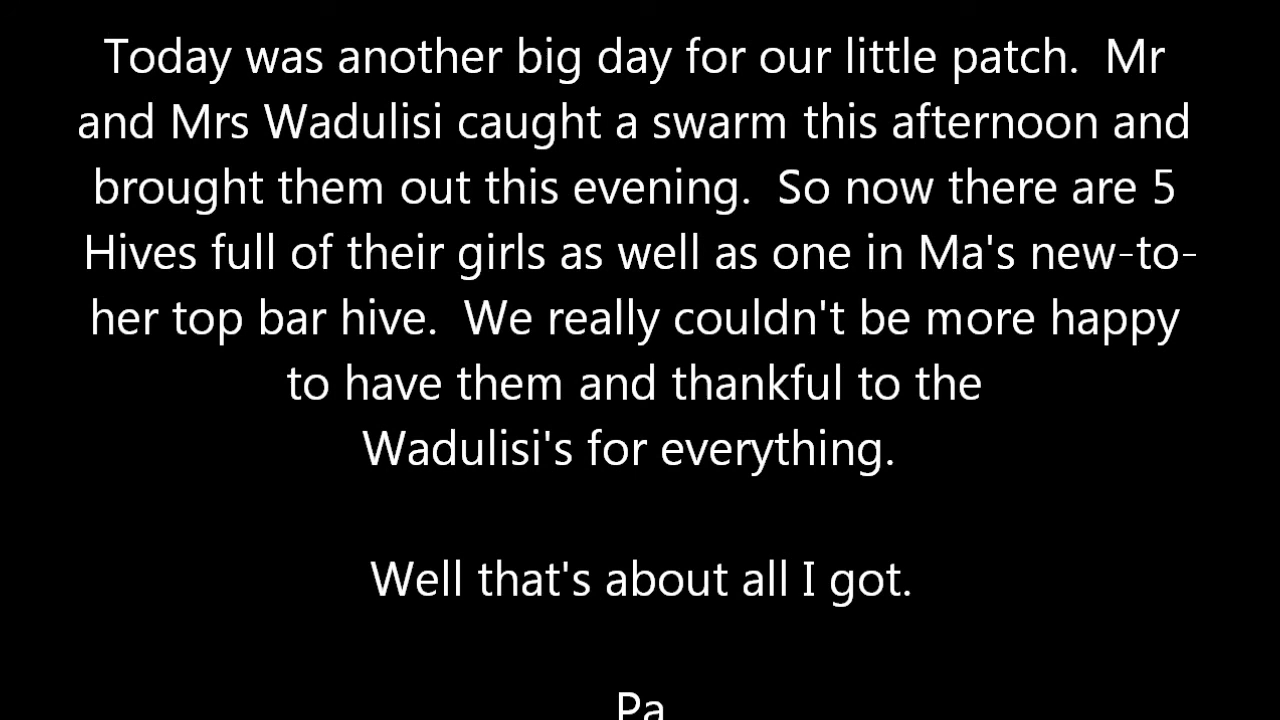 Today was another big day for our little patch.  Mr
and Mrs Wadulisi caught a swarm this afternoon and
brought them out this evening.  So now there are 5
Hives full of their girls as well as one in Ma's new-to-
her top bar hive.  We really couldn't be more happy
to have them and thankful to the
Wadulisi's for everything.
Well that's about all I got.
Pa